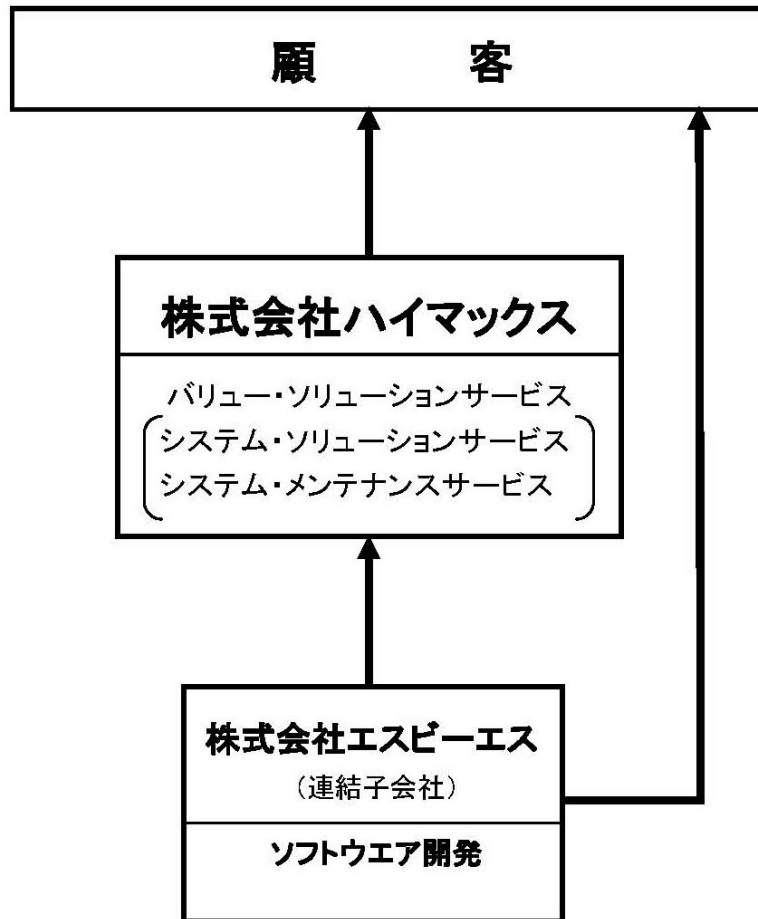 顧 客
株式会社ハイマックス
バリュー・ソリューションサービス
システム・ソリューションサービス
システム・メンテナンスサービス
株式会社エスビーエス
(連結子会社)
ソフトウエア開発